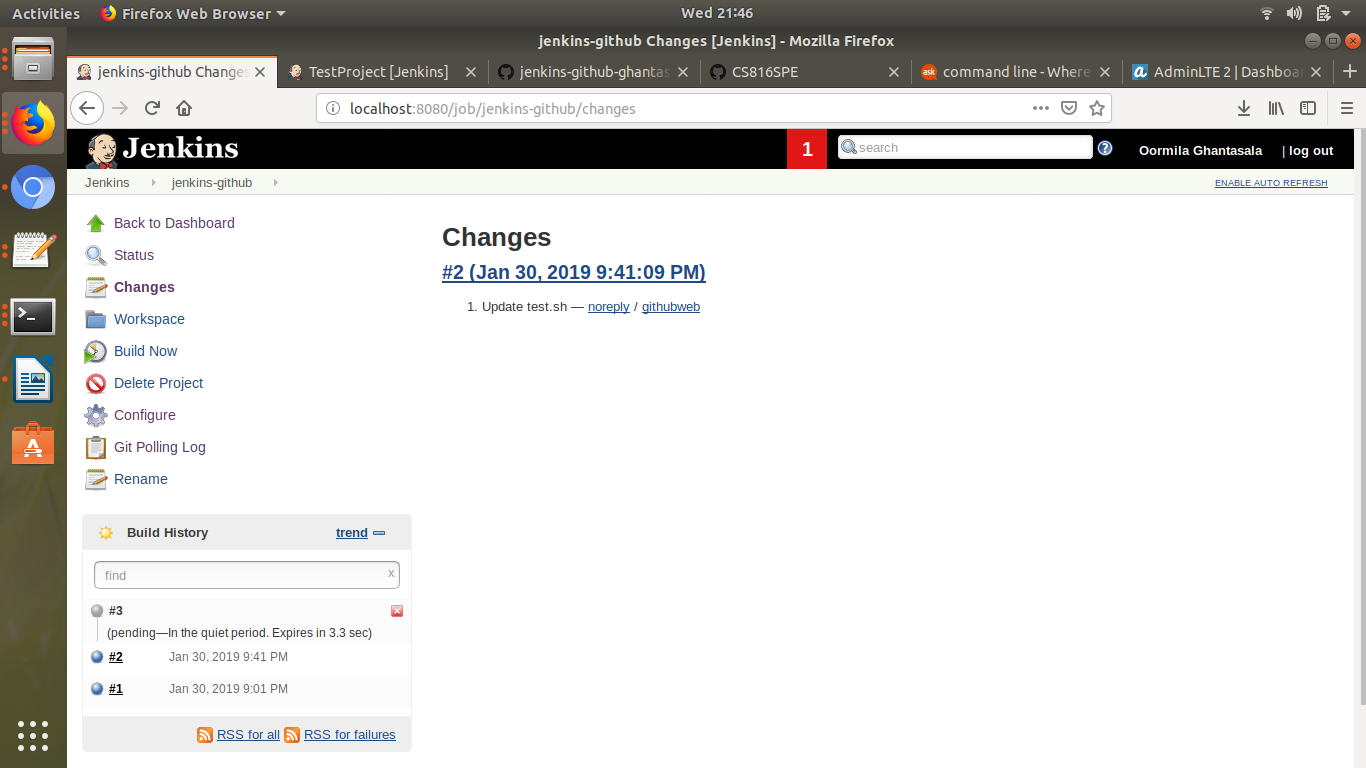 Activities Firefox Web Browser Wed 21:46
jenkins-github Changes [Jenkins] - Mozilla Firefox
jenkins-github Changes TestProject [Jenkins] jenkins-github-ghantas CS816SPE command line - Where AdminLTE 2 | Dashboa
localhost:8080/job/jenkins-github/changes
Jenkins 1 search Oormila Ghantasala | log out
Jenkins jenkins-github ENABLE AUTO REFRESH
Back to Dashboard
Status
Changes
Workspace
Build Now
Delete Project
Configure
Git Polling Log
Rename
Changes
#2 (Jan 30, 2019 9:41:09 PM)
1. Update test.sh — noreply / githubweb
Build History trend
find x
#3
(pending—In the quiet period. Expires in 3.3 sec)
#2 Jan 30, 2019 9:41 PM
#1 Jan 30, 2019 9:01 PM
RSS for all RSS for failures